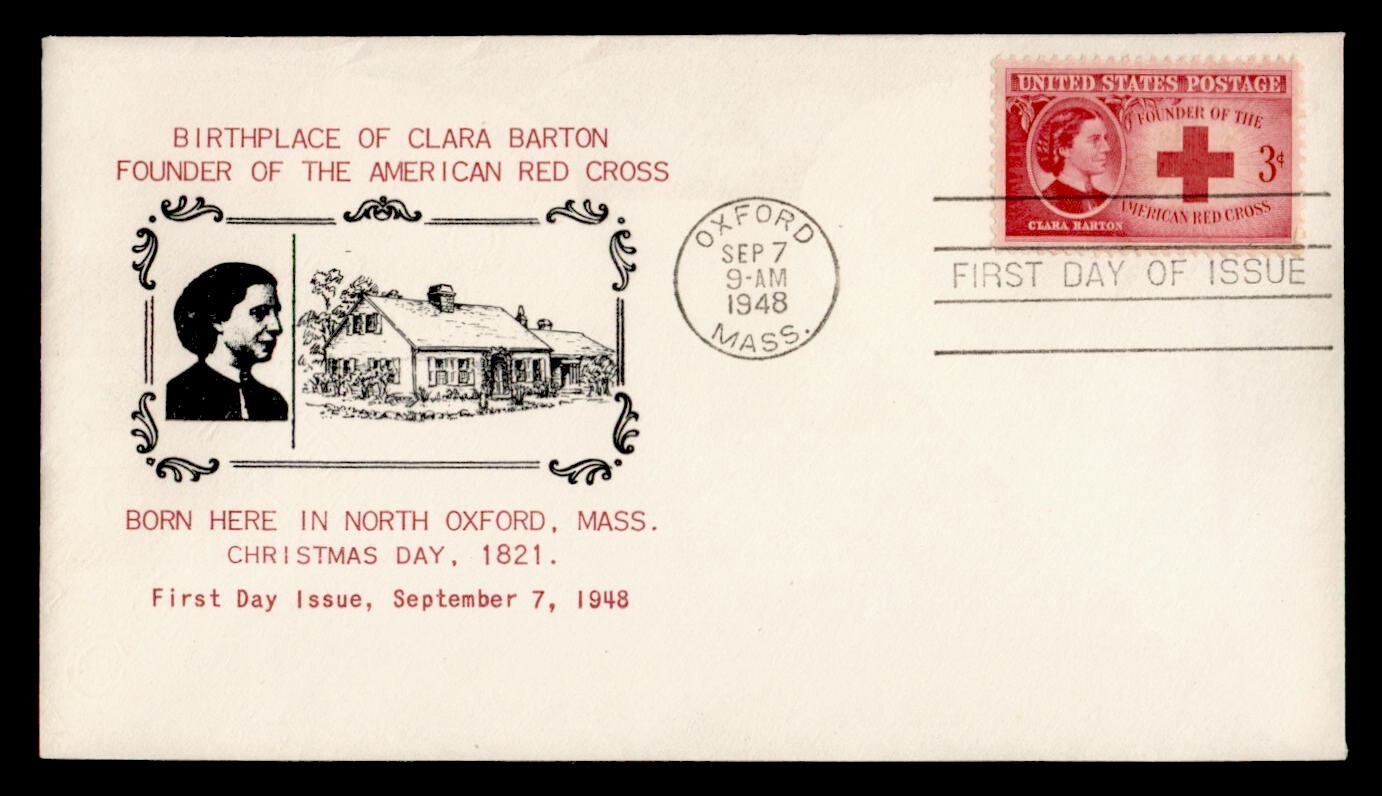 BIRTHPLACE OF CLARA BARTON
FOUNDER OF THE AMERICAN RED CROSS
BORN HERE IN NORTH OXFORD, MASS.
CHRISTMAS DAY, 1821.
First Day Issue, September 7, 1948
OXFORD
SEP 7
9-AM
1948
MASS.
UNITED STATES POSTAGE
FOUNDER OF THE
3¢
AMERICAN RED CROSS
CLARA BARTON
FIRST DAY OF ISSUE